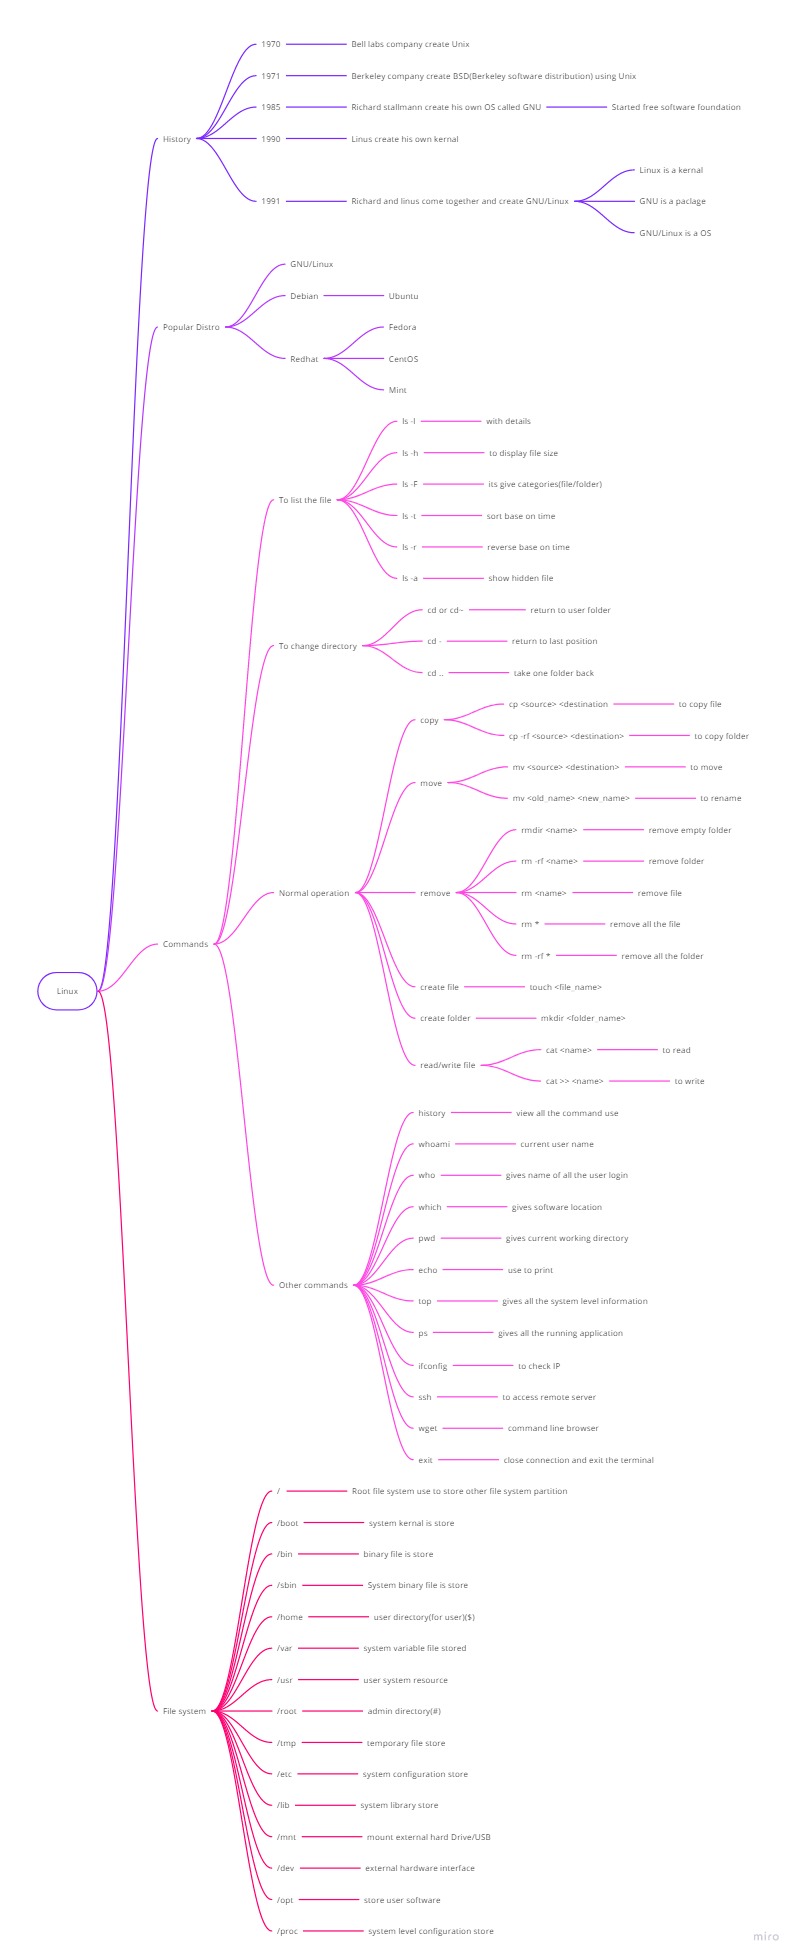 1970 Bell labs company create Unix
1971 Berkeley company create BSD(Berkeley software distribution) using Unix
1985 Richard stallmann create his own OS called GNU Started free software foundation
History
1990 Linus create his own kernal
Linux is a kernal
1991 Richard and linus come together and create GNU/Linux
GNU is a paclage
GNU/Linux is a OS
GNU/Linux
Debian Ubuntu
Popular Distro
Fedora
Redhat
CentOS
Mint
ls -l with details
ls -h to display file size
ls -F its give categories(file/folder)
To list the file
ls -t sort base on time
ls -r reverse base on time
ls -a show hidden file
cd or cd~ return to user folder
To change directory
cd - return to last position
cd .. take one folder back
copy
cp <source> <destination to copy file
cp -rf <source> <destination> to copy folder
move
mv <source> <destination> to move
mv <old_name> <new_name> to rename
rmdir <name> remove empty folder
rm -rf <name> remove folder
Normal operation
remove
rm <name> remove file
rm * remove all the file
rm -rf * remove all the folder
Commands
create file touch <file_name>
Linux
create folder mkdir <folder_name>
read/write file
cat <name> to read
cat >> <name> to write
history view all the command use
whoami current user name
who gives name of all the user login
which gives software location
pwd gives current working directory
echo use to print
Other commands
top gives all the system level information
ps gives all the running application
ifconfig to check IP
ssh to access remote server
wget command line browser
exit close connection and exit the terminal
/ Root file system use to store other file system partition
/boot system kernal is store
/bin binary file is store
/sbin System binary file is store
/home user directory(for user)($)
/var system variable file stored
/usr user system resource
File system
/root admin directory(#)
/tmp temporary file store
/etc system configuration store
/lib system library store
/mnt mount external hard Drive/USB
/dev external hardware interface
/opt store user software
/proc system level configuration store
miro